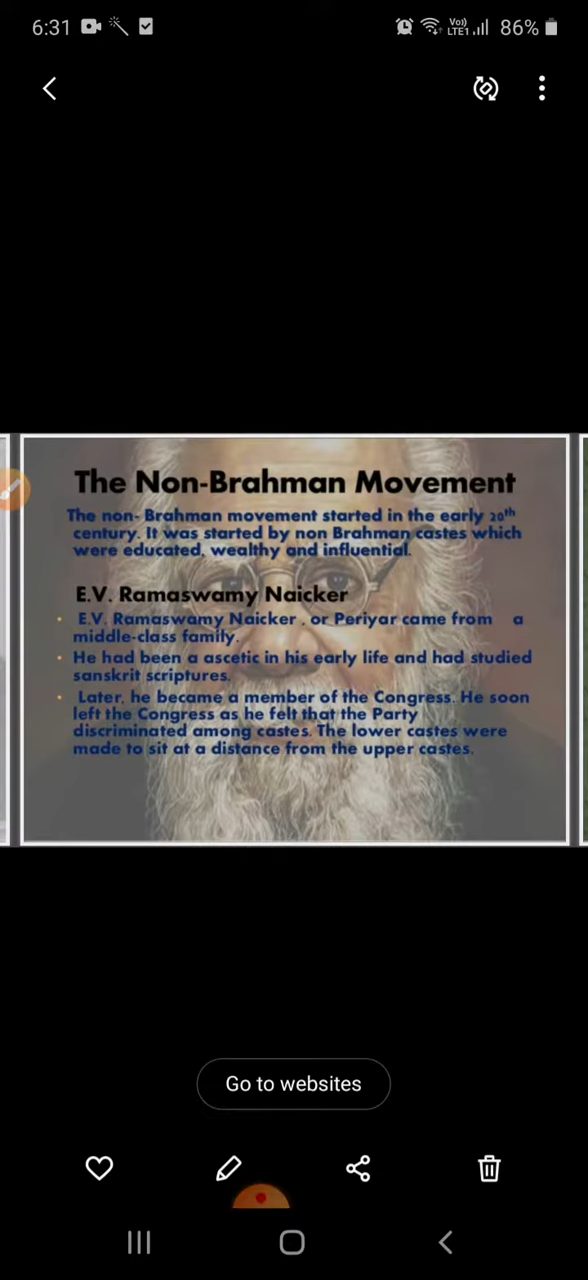 6:31
Vo)) LTE1 86%
The Non-Brahman Movement
The non- Brahman movement started in the early 20th
century. It was started by non Brahman castes which
were educated, wealthy and influential.
E.V. Ramaswamy Naicker
• E.V. Ramaswamy Naicker , or Periyar came from a
middle-class family.
• He had been a ascetic in his early life and had studied
sanskrit scriptures.
• Later, he became a member of the Congress. He soon
left the Congress as he felt that the Party
discriminated among castes. The lower castes were
made to sit at a distance from the upper castes.
Go to websites